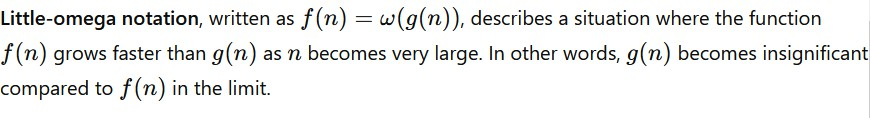 Little-omega notation, written as f(n) = ω(g(n)), describes a situation where the function
f(n) grows faster than g(n) as n becomes very large. In other words, g(n) becomes insignificant
compared to f(n) in the limit.